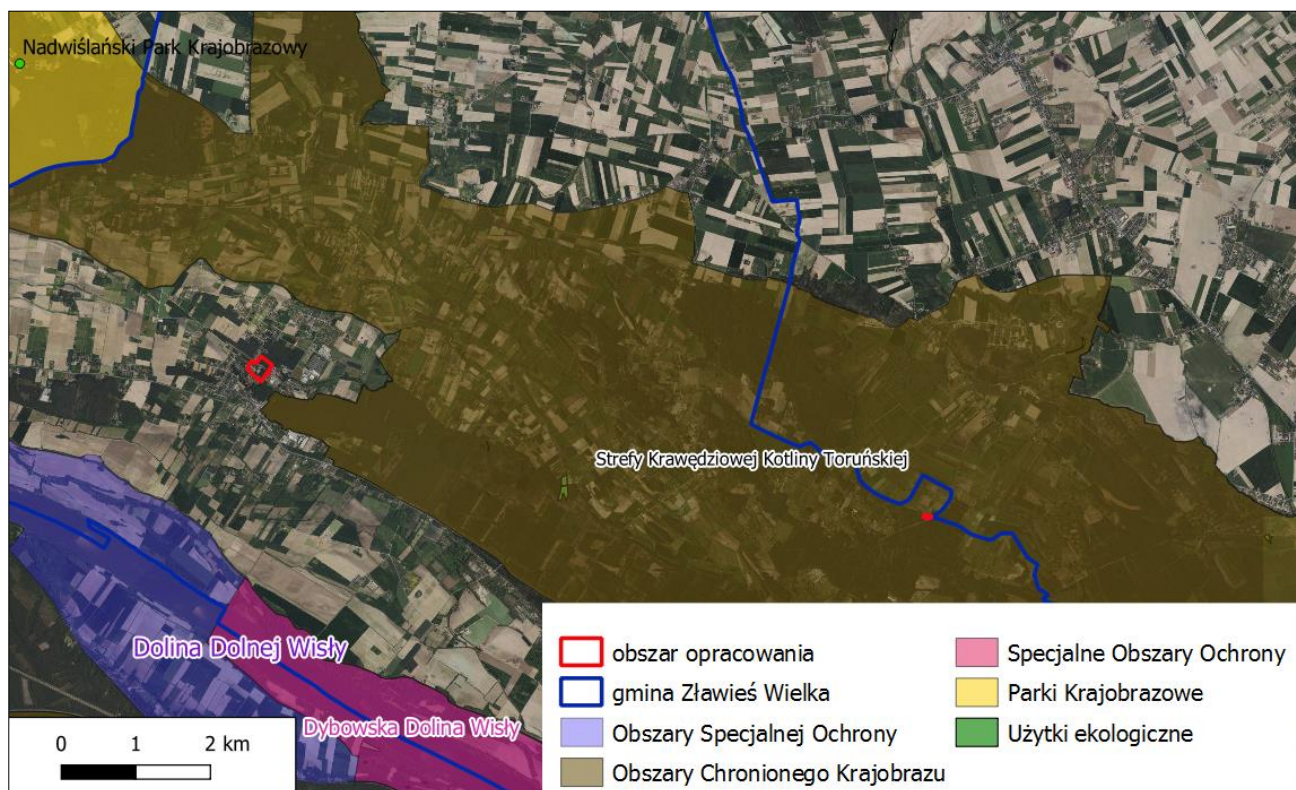 Nadwiślański Park Krajobrazowy
Strefy Krawędziowej Kotliny Toruńskiej
Dolina Dolnej Wisły
Dybowska Dolina Wisły
0 1 2 km
obszar opracowania
gmina Zławieś Wielka
Obszary Specjalnej Ochrony
Obszary Chronionego Krajobrazu
Specjalne Obszary Ochrony
Parki Krajobrazowe
Użytki ekologiczne